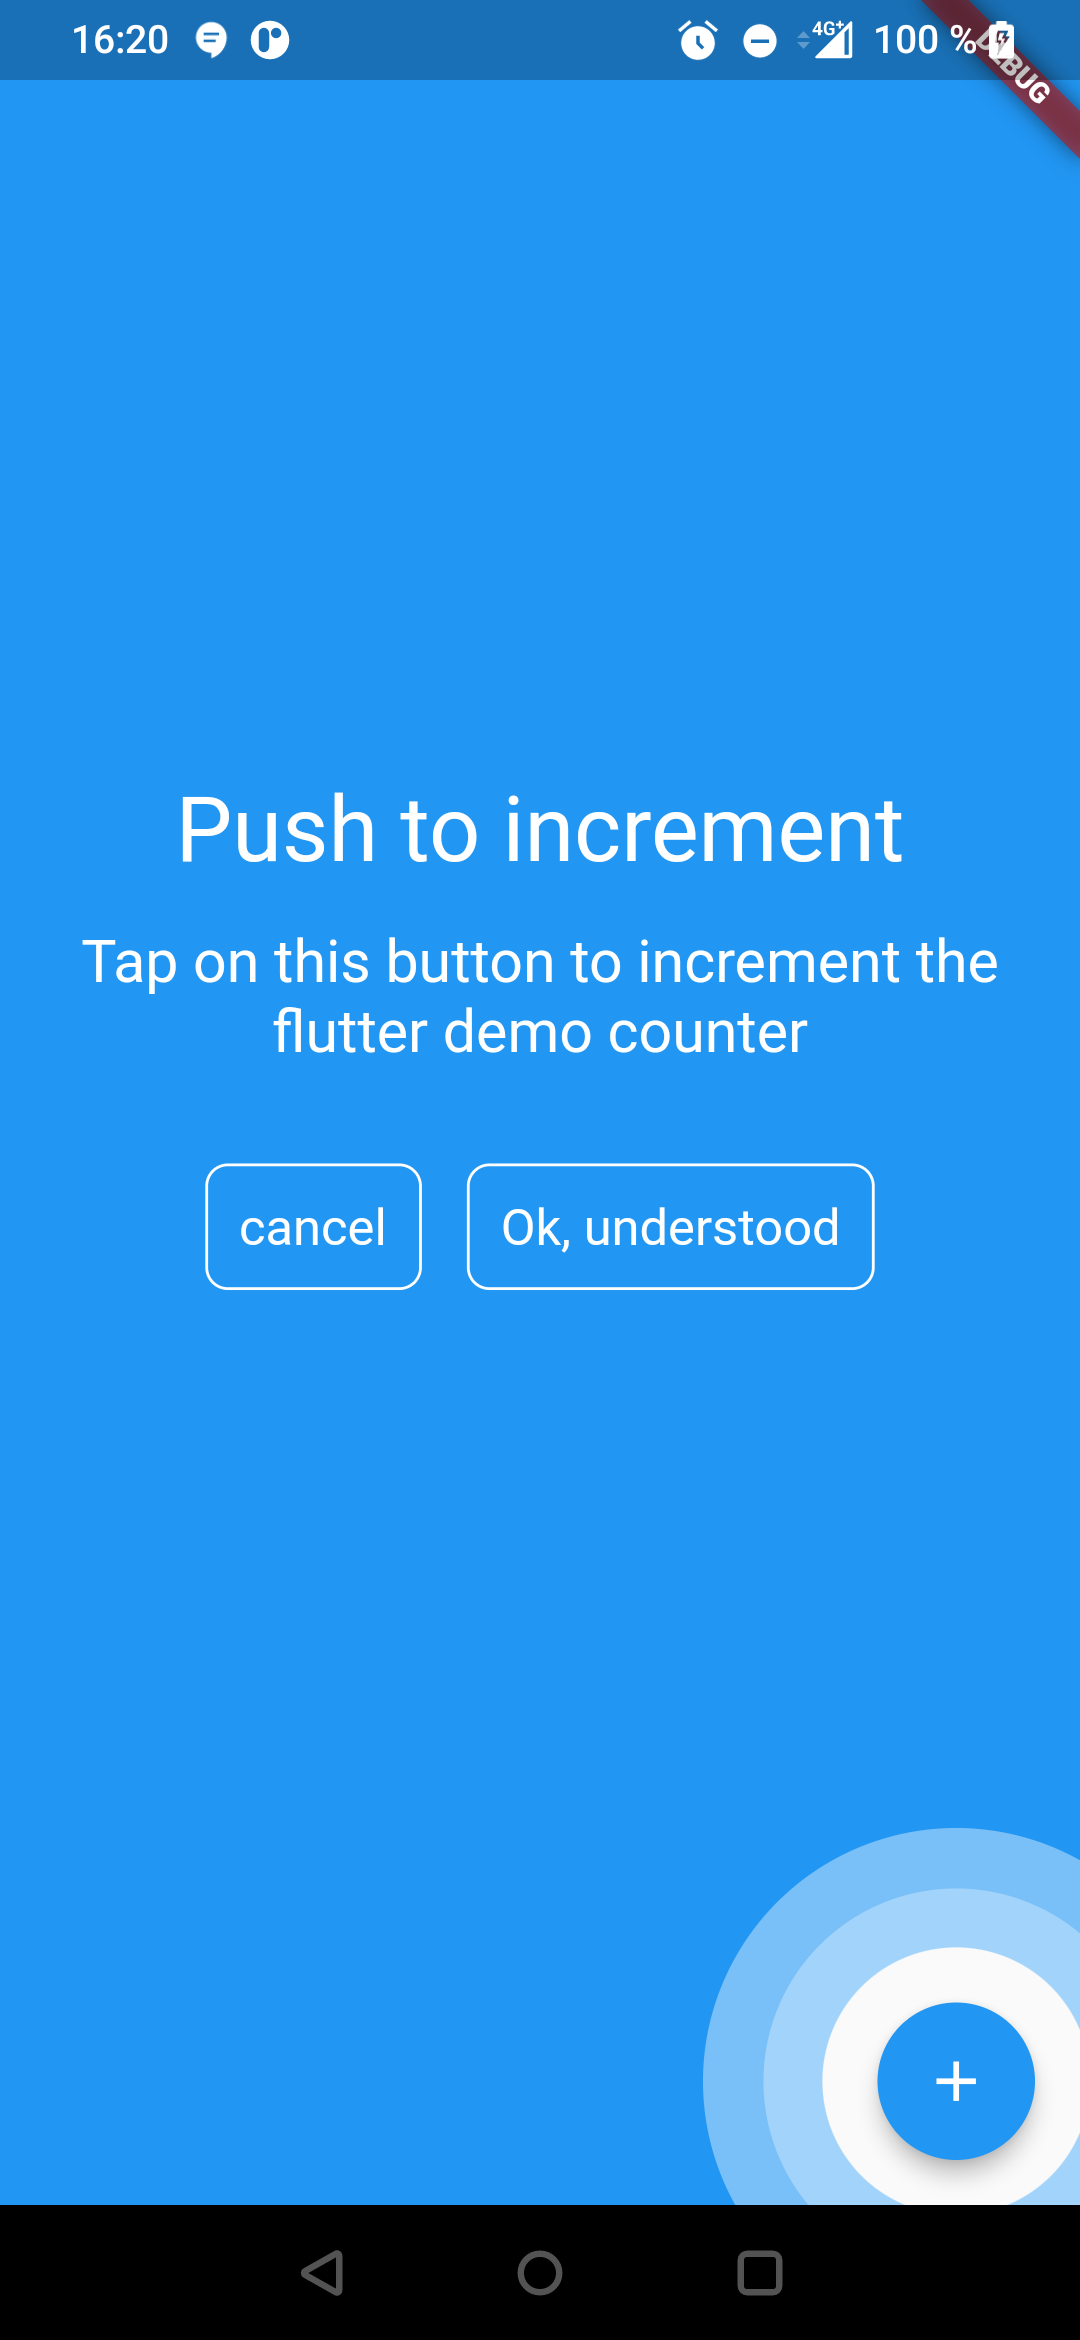 16:20
4G+
100 %
DEBUG
Push to increment
Tap on this button to increment the
flutter demo counter
cancel
Ok, understood